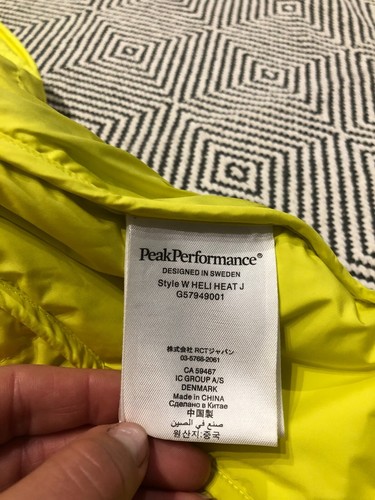 PeakPerformance®
DESIGNED IN SWEDEN
Style W HELI HEAT J
G57949001
株式会社 RCTジャパン
03-5768-2061
CA 59467
IC GROUP A/S
DENMARK
Made in CHINA
Сделано в Китае
中国製
صنع في الصين
원산지:중국